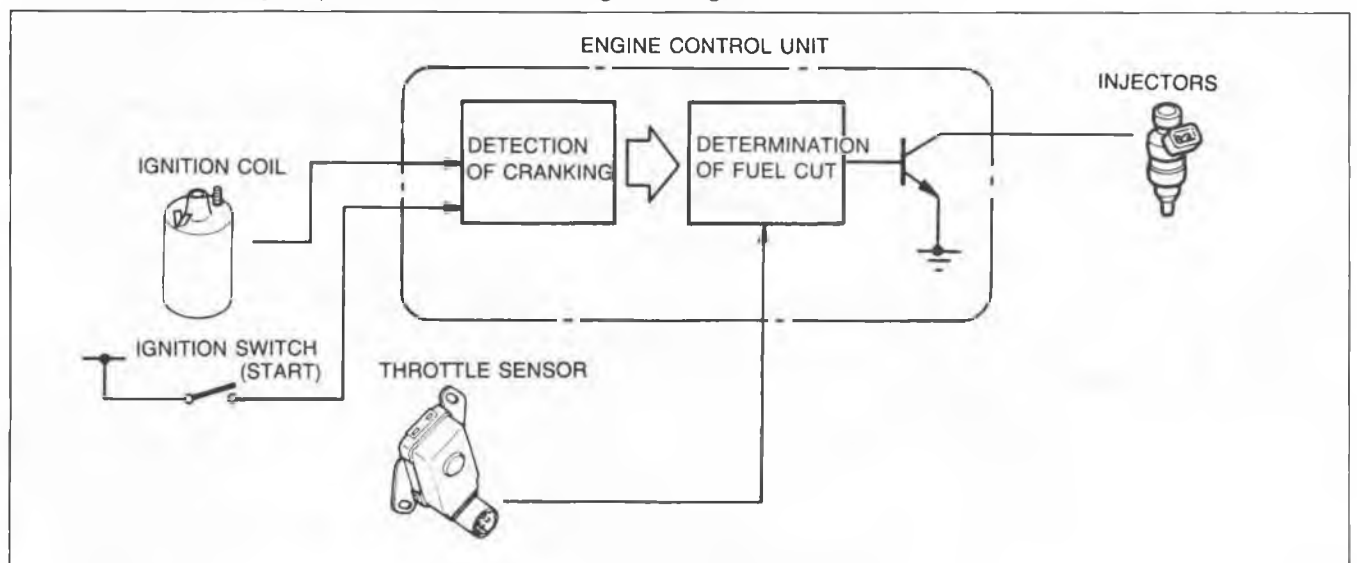 ENGINE CONTROL UNIT
INJECTORS
DETECTION
OF CRANKING
DETERMINATION
OF FUEL CUT
IGNITION COIL
IGNITION SWITCH
(START)
THROTTLE SENSOR